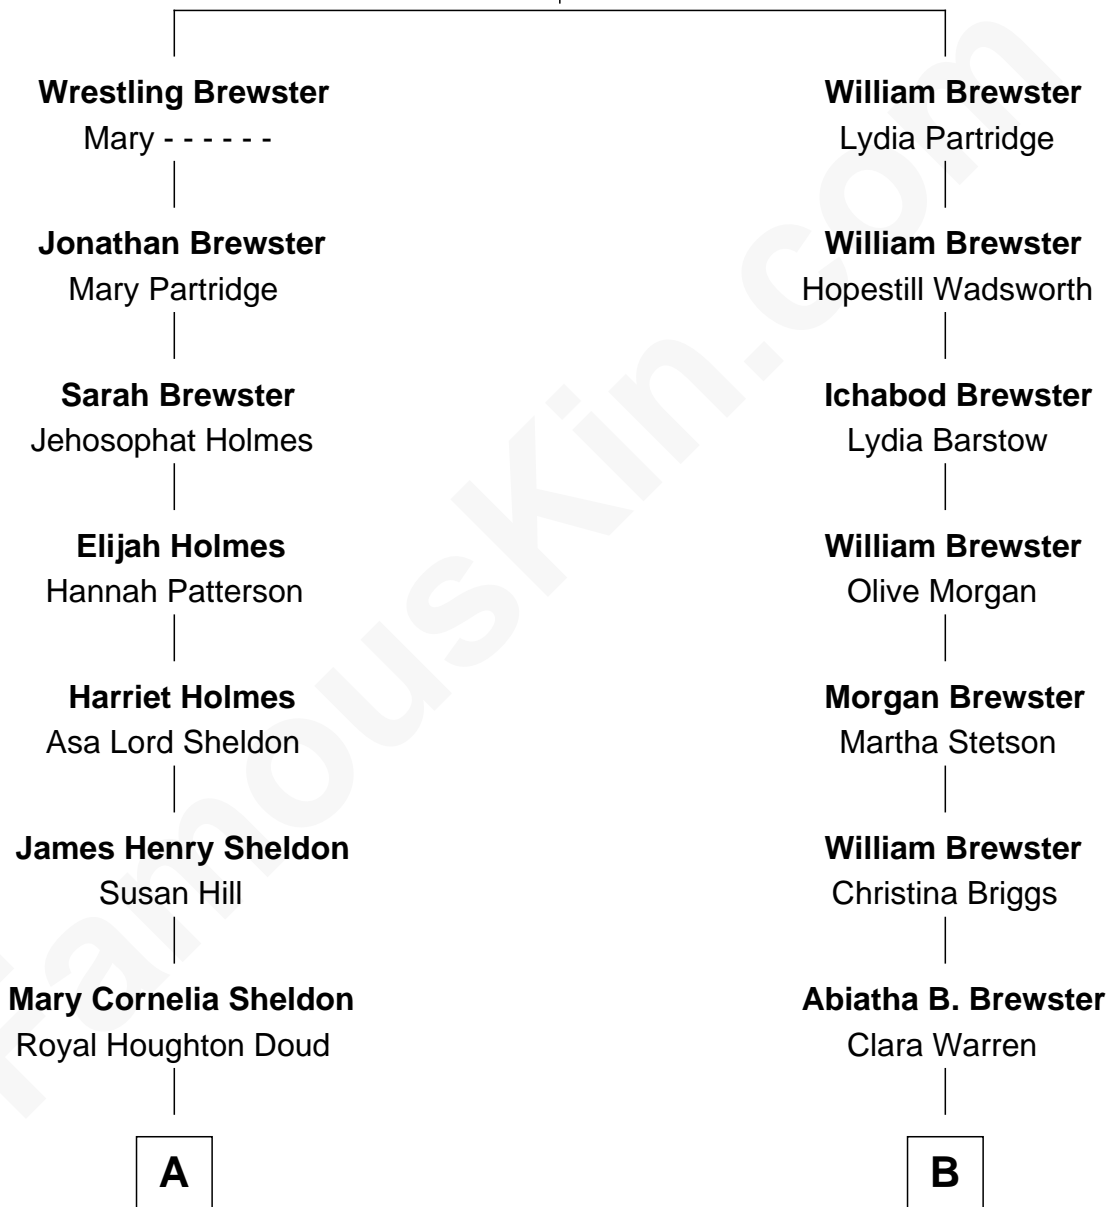 Wrestling Brewster
Mary - - - - - -
Jonathan Brewster
Mary Partridge
Sarah Brewster
Jehosophat Holmes
Elijah Holmes
Hannah Patterson
Harriet Holmes
Asa Lord Sheldon
James Henry Sheldon
Susan Hill
Mary Cornelia Sheldon
Royal Houghton Doud
A
William Brewster
Lydia Partridge
William Brewster
Hopestill Wadsworth
Ichabod Brewster
Lydia Barstow
William Brewster
Olive Morgan
Morgan Brewster
Martha Stetson
William Brewster
Christina Briggs
Abiatha B. Brewster
Clara Warren
B
FamousKin.com